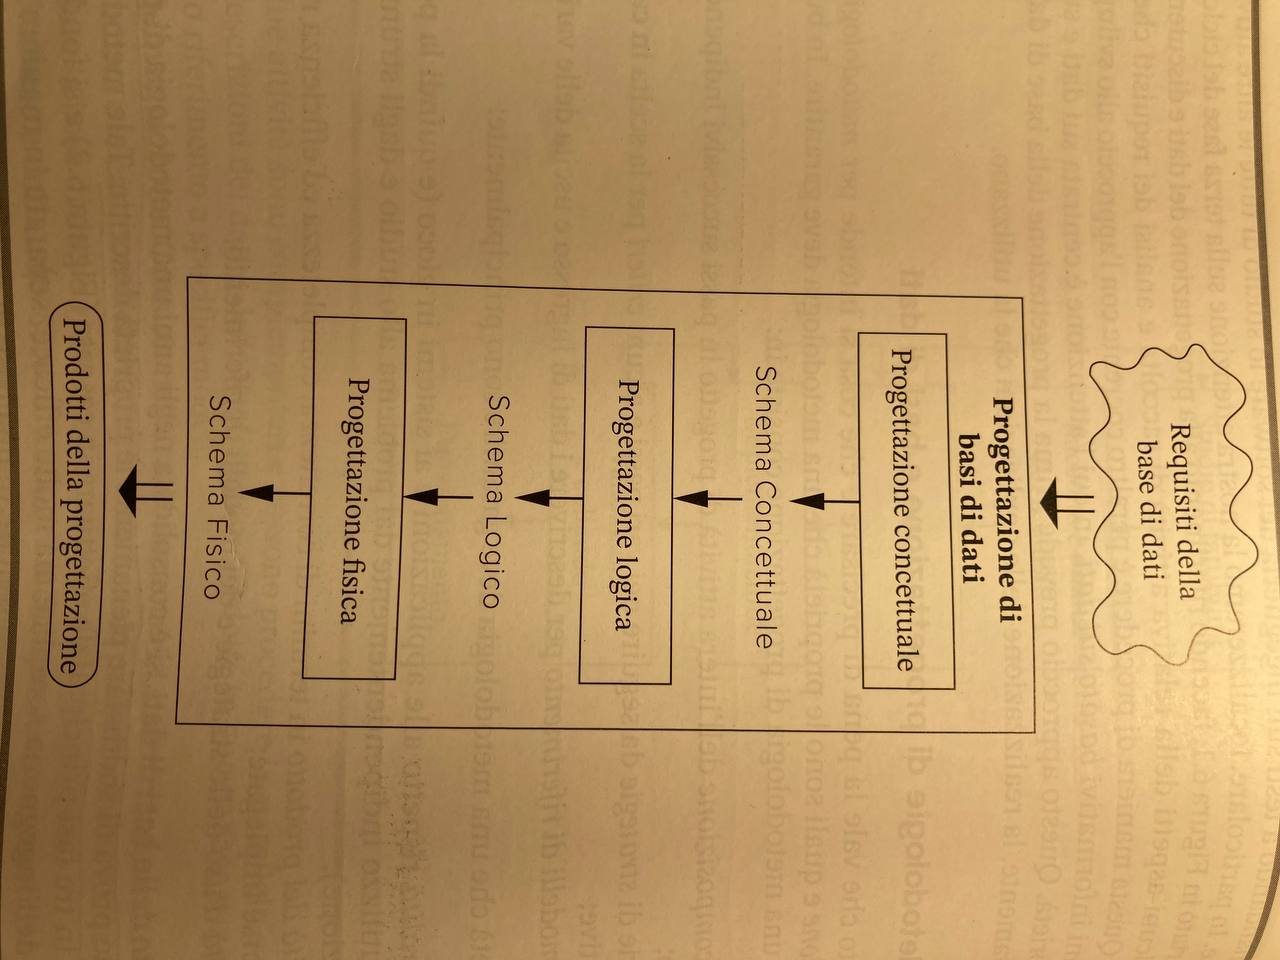 Requisiti della
base di dati
Progettazione di
basi di dati
Progettazione concettuale
Schema Concettuale
Progettazione logica
Schema Logico
Progettazione fisica
Schema Fisico
Prodotti della progettazione